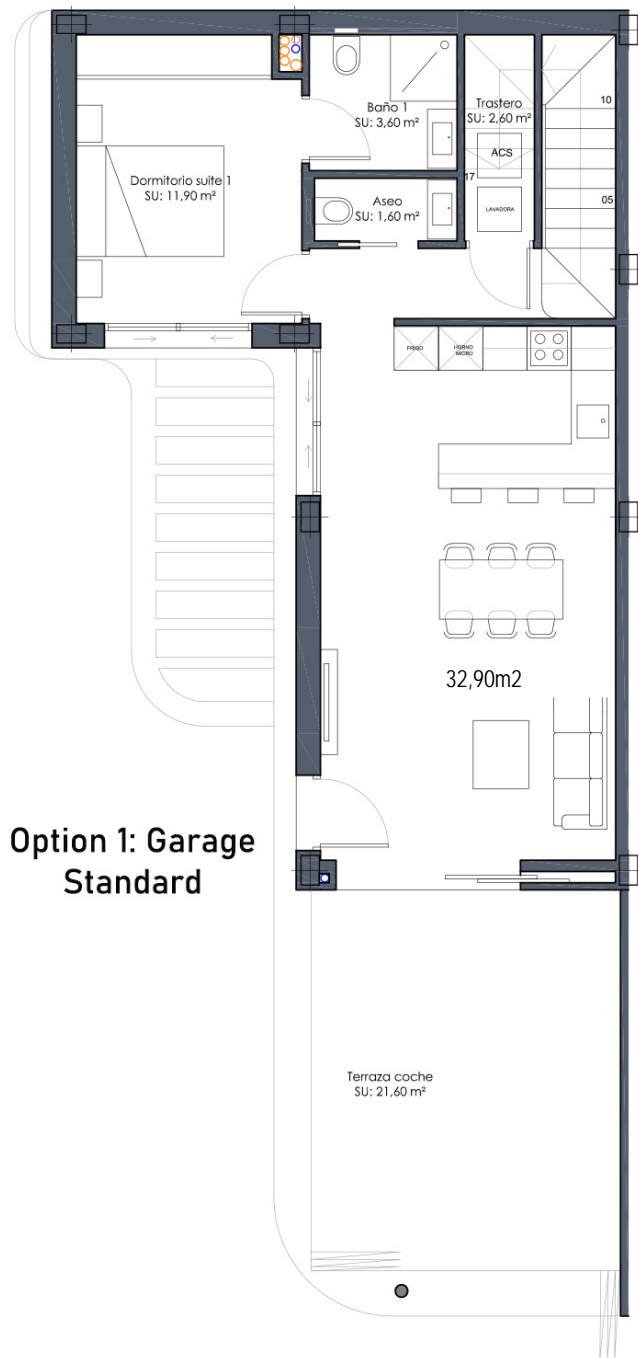 Baño 1
SU: 3,60 m²
Trastero
SU: 2,60 m²
10
ACS
17
Dormitorio suite 1
SU: 11,90 m²
Aseo
SU: 1,60 m²
LAVADORA
05
FRIGO
HORNO
MICRO
32,90m2
Option 1: Garage
Standard
Terraza coche
SU: 21,60 m²